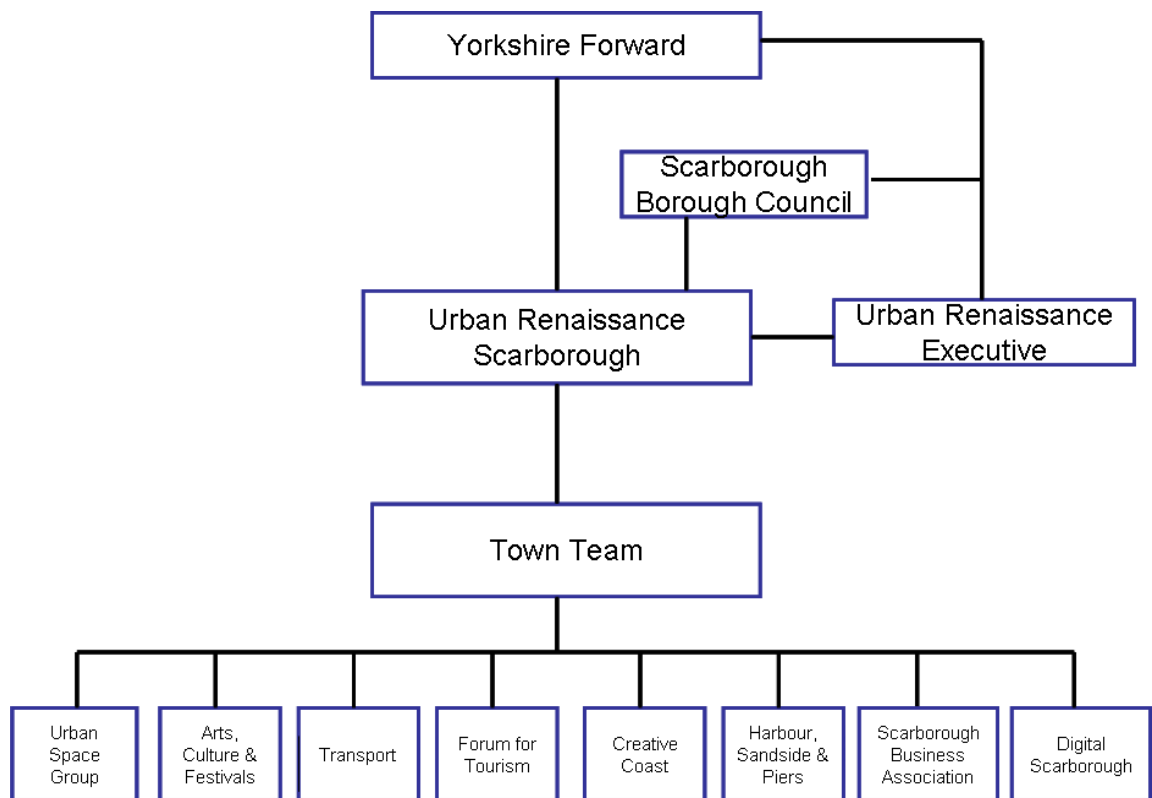 Yorkshire Forward
Scarborough
Borough Council
Urban Renaissance
Scarborough
Urban Renaissance
Executive
Town Team
Urban
Space
Group
Arts,
Culture &
Festivals
Transport
Forum for
Tourism
Creative
Coast
Harbour,
Sandside &
Piers
Scarborough
Business
Association
Digital
Scarborough